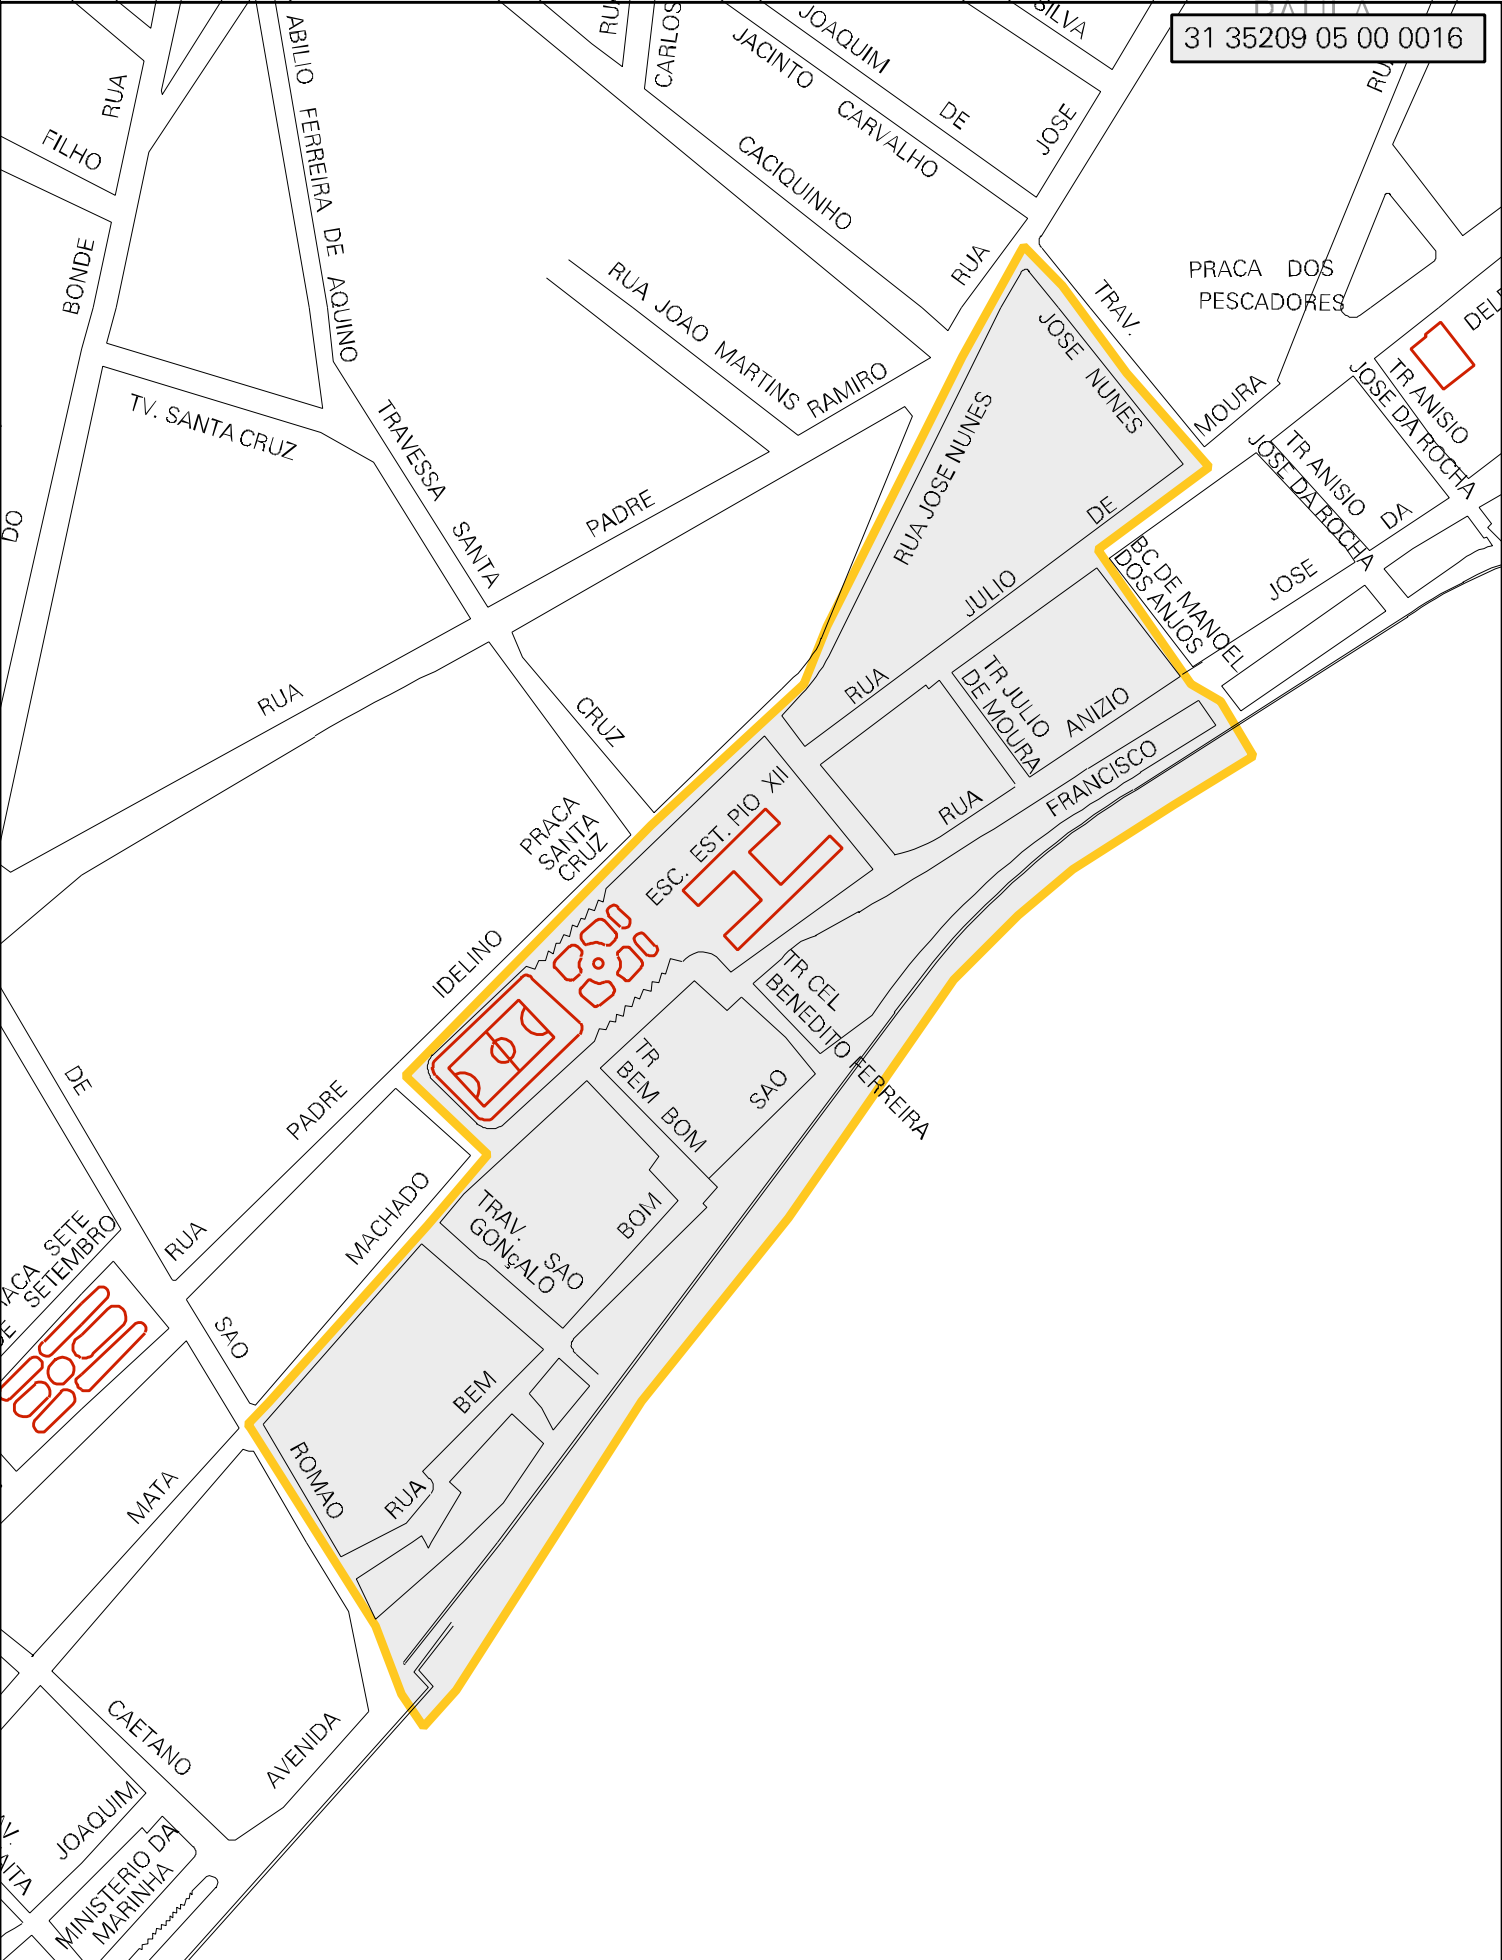 31 35209 05 00 0016
PAULA
SILVA
JOAQUIM
DE
JOSE
CARLOS
JACINTO CARVALHO
CACIQUINHO
RUA
FILHO
ABILIO FERREIRA DE AQUINO
BONDE
DO
RUA JOAO MARTINS
RAMIRO
PADRE
RUA
RUA
TRAV.
JOSE NUNES
RUA JOSE NUNES
PRACA DOS
PESCADORES
MOURA
DE
JULIO
RUA
TR ANISIO
JOSE DA ROCHA
TR ANISIO
JOSE DA ROCHA
DA
JOSE
ANIZIO
RUA
BC DE MANOEL
DOS ANJOS
TV. SANTA CRUZ
TRAVESSA SANTA
CRUZ
TR JULIO
DE MOURA
FRANCISCO
PRACA
SANTA
CRUZ
ESC. EST. PIO XII
IDELINO
PADRE
RUA
TR CEL
BENEDITO FERREIRA
TR
BEM BOM
SAO
BOM
BEM
RUA
TRAV. SAO
GONÇALO
MACHADO
DE
SAO
ROMAO
SETE
SETEMBRO
MATA
CAETANO
AVENIDA
JOAQUIM
MINISTERIO DA
MARINHA